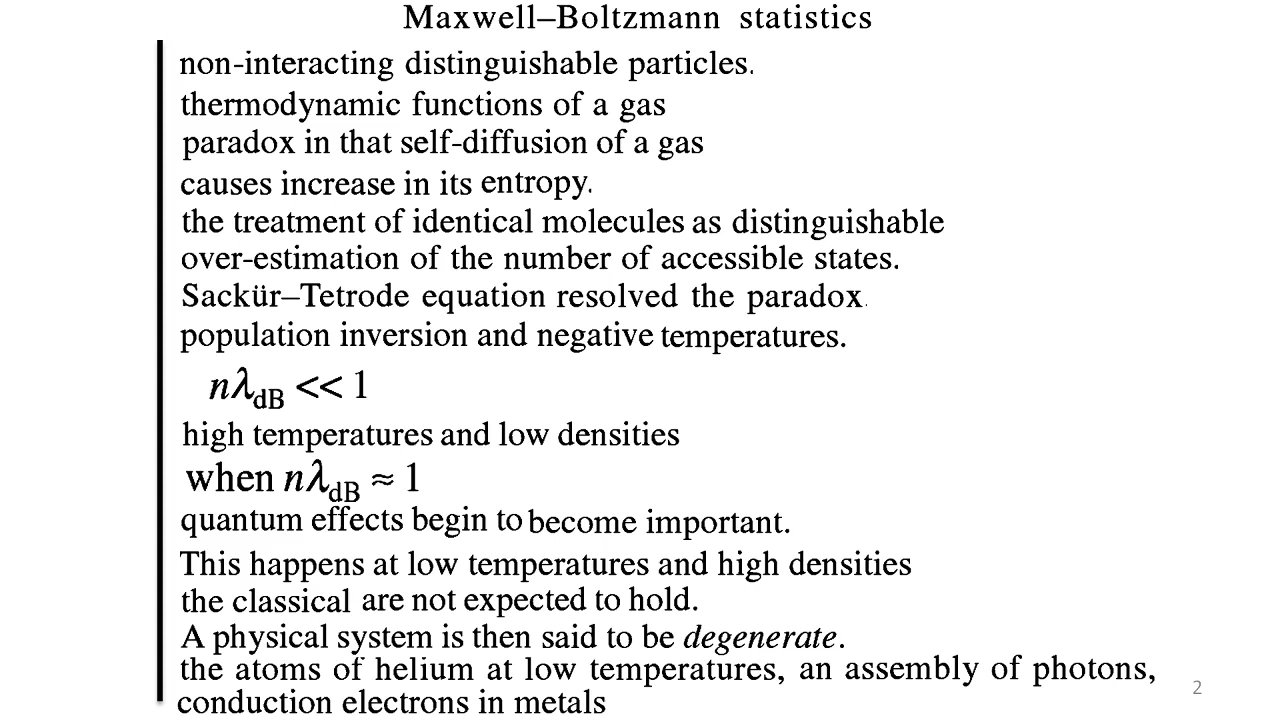 Maxwell–Boltzmann statistics
non-interacting distinguishable particles.
thermodynamic functions of a gas
paradox in that self-diffusion of a gas
causes increase in its entropy.
the treatment of identical molecules as distinguishable
over-estimation of the number of accessible states.
Sackür–Tetrode equation resolved the paradox.
population inversion and negative temperatures.
nλdB << 1
high temperatures and low densities
when nλdB ≈ 1
quantum effects begin to become important.
This happens at low temperatures and high densities
the classical are not expected to hold.
A physical system is then said to be degenerate.
the atoms of helium at low temperatures, an assembly of photons,
conduction electrons in metals
2